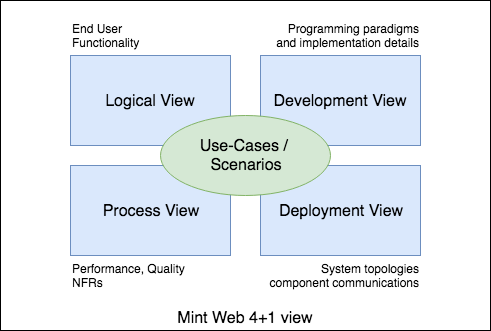 End User
Functionality
Programming paradigms
and implementation details
Logical View
Development View
Use-Cases /
Scenarios
Process View
Deployment View
Performance, Quality
NFRs
System topologies
component communications
Mint Web 4+1 view